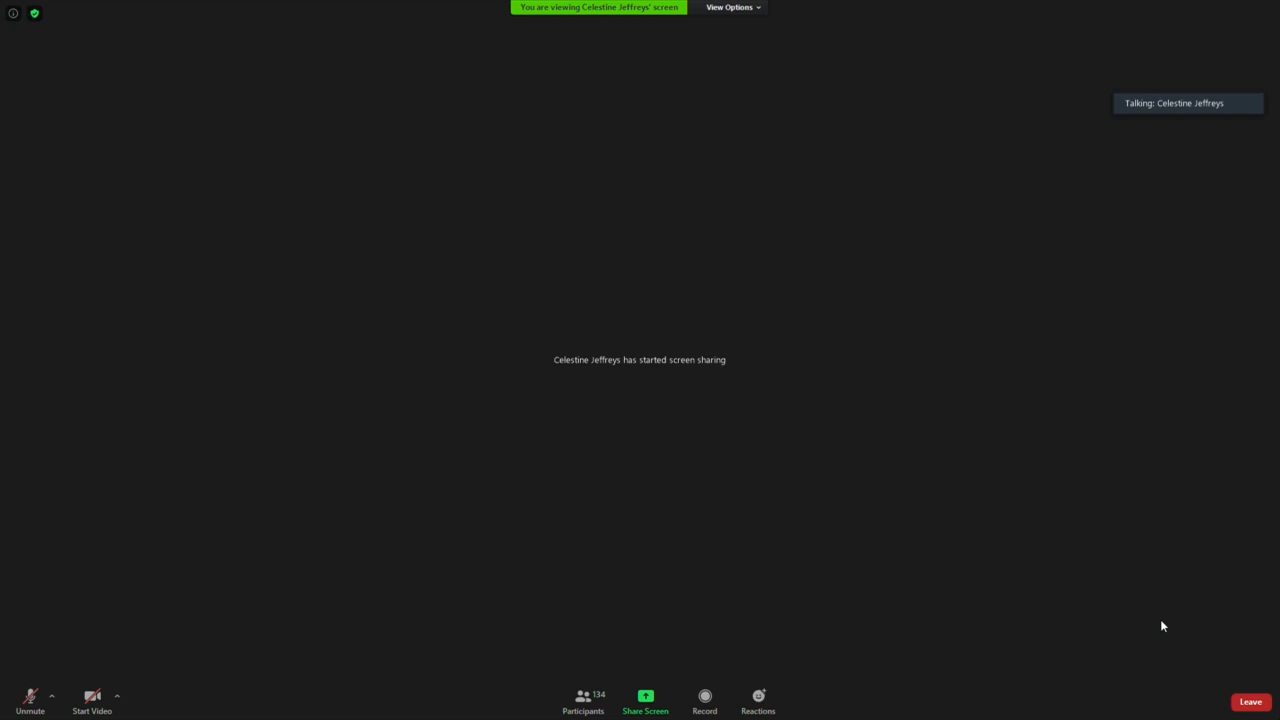 You are viewing Celestine Jeffreys' screen
View Options
Talking: Celestine Jeffreys
Celestine Jeffreys has started screen sharing
Unmute
Start Video
134
Participants
Share Screen
Record
Reactions
Leave